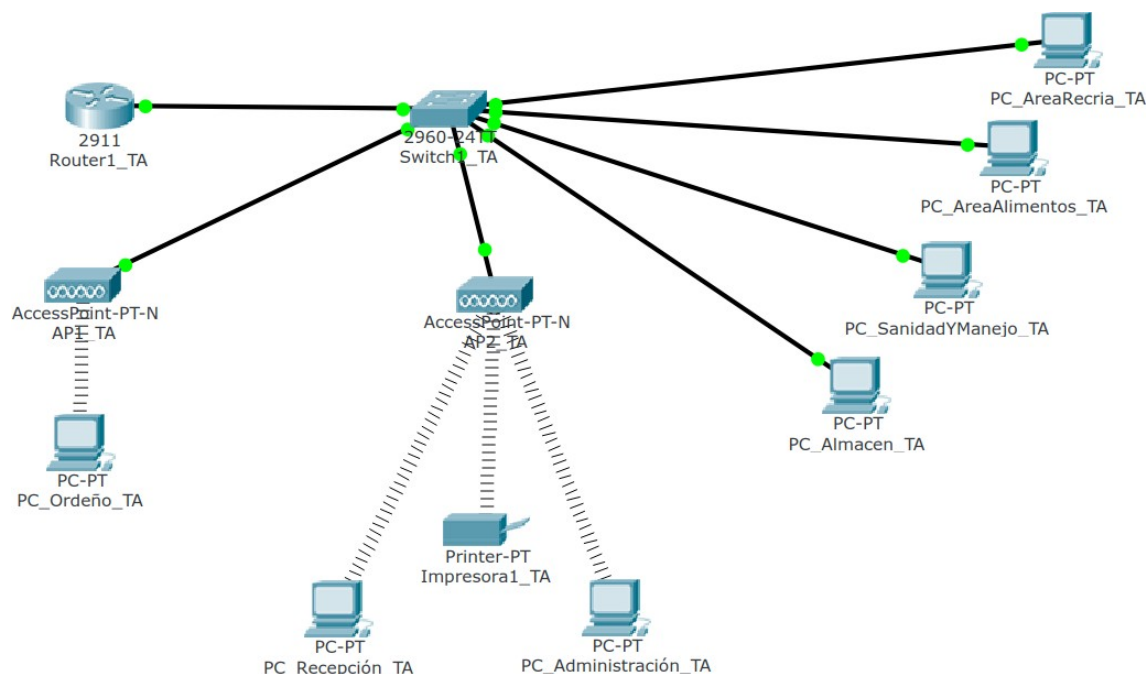 PC-PT
PC_AreaRecria_TA
2911
Router1_TA
2960-24TT
Switch1_TA
PC-PT
PC_AreaAlimentos_TA
AccessPoint-PT-N
AP1_TA
AccessPoint-PT-N
AP2_TA
PC-PT
PC_SanidadYManejo_TA
PC-PT
PC_Almacen_TA
PC-PT
PC_Ordeño_TA
Printer-PT
Impresora1_TA
PC-PT
PC_Recepción_TA
PC-PT
PC_Administración_TA